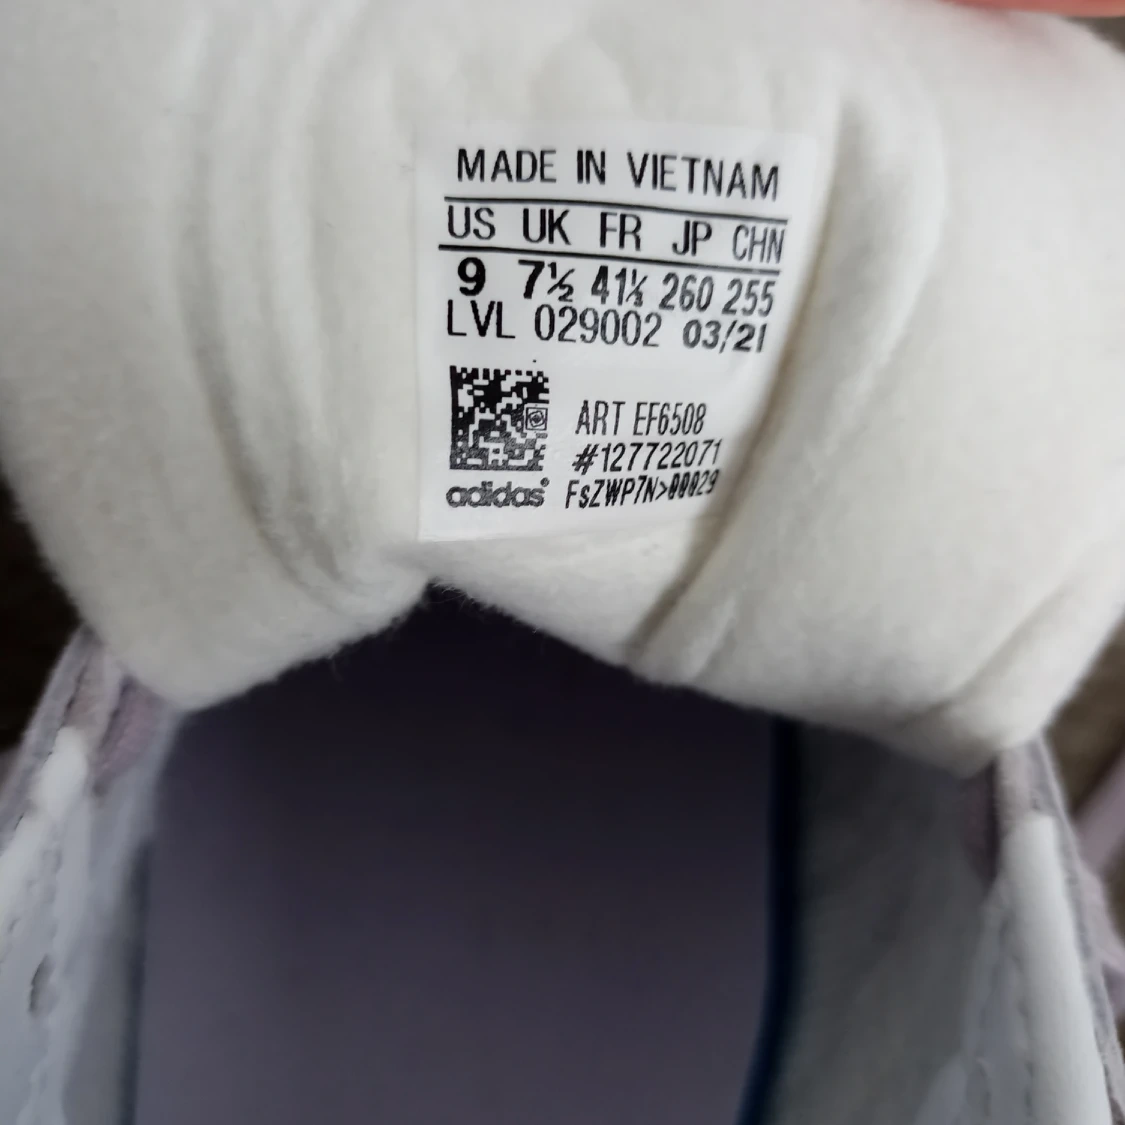 MADE IN VIETNAM
US UK FR JP CHN
9 7½ 41⅓ 260 255
LVL 029002 03/21
ART EF6508
#127722071
adidas® FsZWP7N>00029